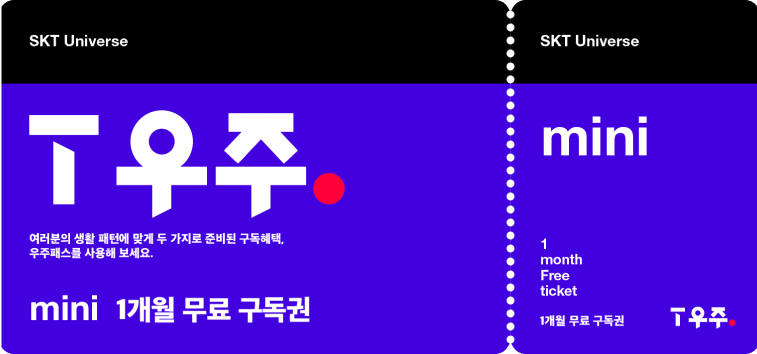 SKT Universe
T우주.
여러분의 생활 패턴에 맞게 두 가지로 준비된 구독혜택,
우주패스를 사용해 보세요.
mini 1개월 무료 구독권
SKT Universe
mini
1
month
Free
ticket
1개월 무료 구독권
T우주.